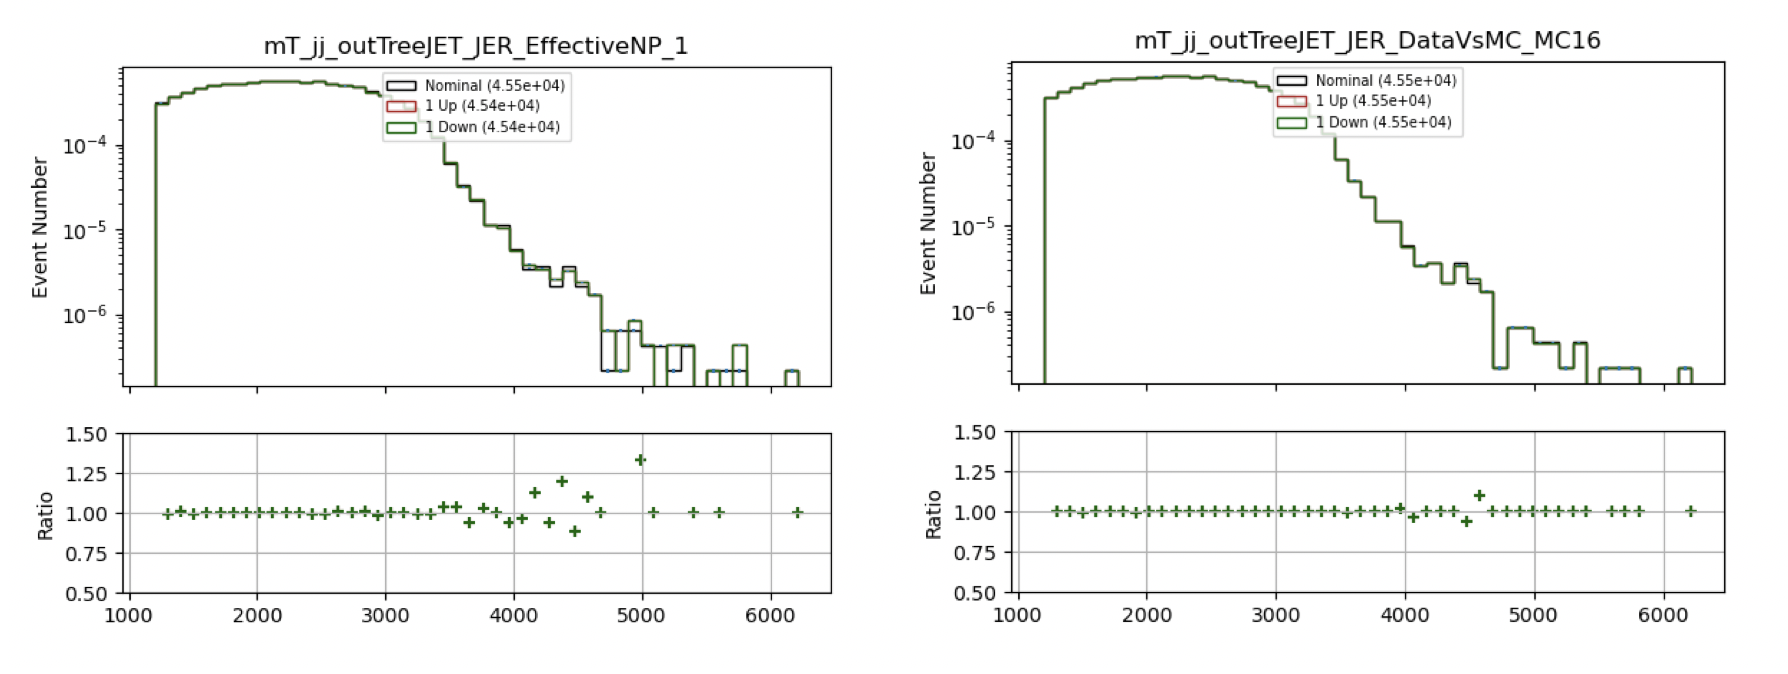 mT_jj_outTreeJET_JER_EffectiveNP_1
Nominal (4.55e+04)
1 Up (4.54e+04)
1 Down (4.54e+04)
Event Number
10⁻⁴
10⁻⁵
10⁻⁶
Ratio
1.50
1.25
1.00
0.75
0.50
1000 2000 3000 4000 5000 6000
mT_jj_outTreeJET_JER_DataVsMC_MC16
Nominal (4.55e+04)
1 Up (4.55e+04)
1 Down (4.55e+04)
Event Number
10⁻⁴
10⁻⁵
10⁻⁶
Ratio
1.50
1.25
1.00
0.75
0.50
1000 2000 3000 4000 5000 6000